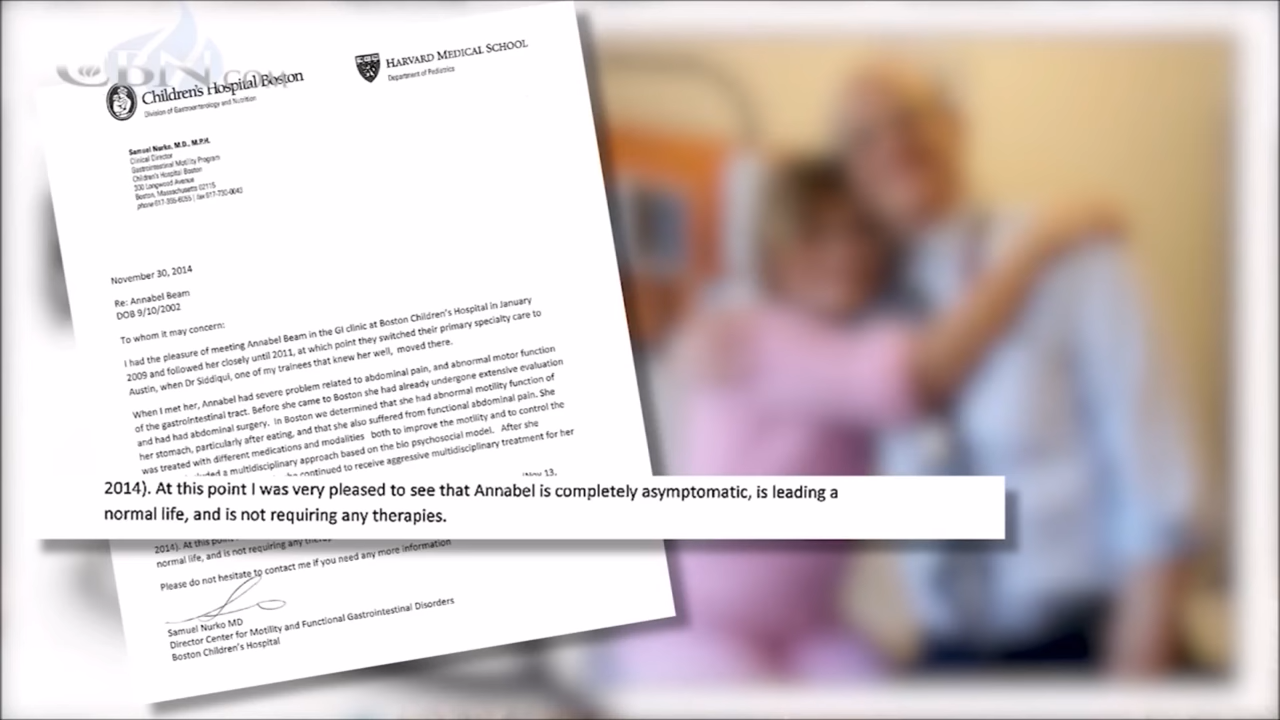 CBN.COM
Children's Hospital Boston
Division of Gastroenterology and Nutrition
HARVARD MEDICAL SCHOOL
Department of Pediatrics
Samuel Nurko, M.D., M.P.H.
Clinical Director
Gastrointestinal Motility Program
Children's Hospital Boston
300 Longwood Avenue
Boston, Massachusetts 02115
November 30, 2014
Re: Annabel Beam
DOB 9/10/2002
To whom it may concern:
I had the pleasure of meeting Annabel Beam in the GI clinic at Boston Children's Hospital in January
2009 and followed her closely until 2011, at which point they switched their primary specialty care to
Austin, when Dr Siddiqui, one of my trainees that knew her well, moved there.
When I met her, Annabel had severe problem related to abdominal pain, and abnormal motor function
of the gastrointestinal tract. Before she came to Boston she had already undergone extensive evaluation
and had had abdominal surgery. In Boston we determined that she had abnormal motility function of
her stomach, particularly after eating, and that she also suffered from functional abdominal pain. She
was treated with different medications and modalities both to improve the motility and to control the
a multidisciplinary approach based on the bio psychosocial model. After she
continued to receive aggressive multidisciplinary treatment for her
2014). At this point I was very pleased to see that Annabel is completely asymptomatic, is leading a
normal life, and is not requiring any therapies.
2014). At this point
normal life, and is not requiring any
Please do not hesitate to contact me if you need any more information
Samuel Nurko MD
Director Center for Motility and Functional Gastrointestinal Disorders
Boston Children's Hospital